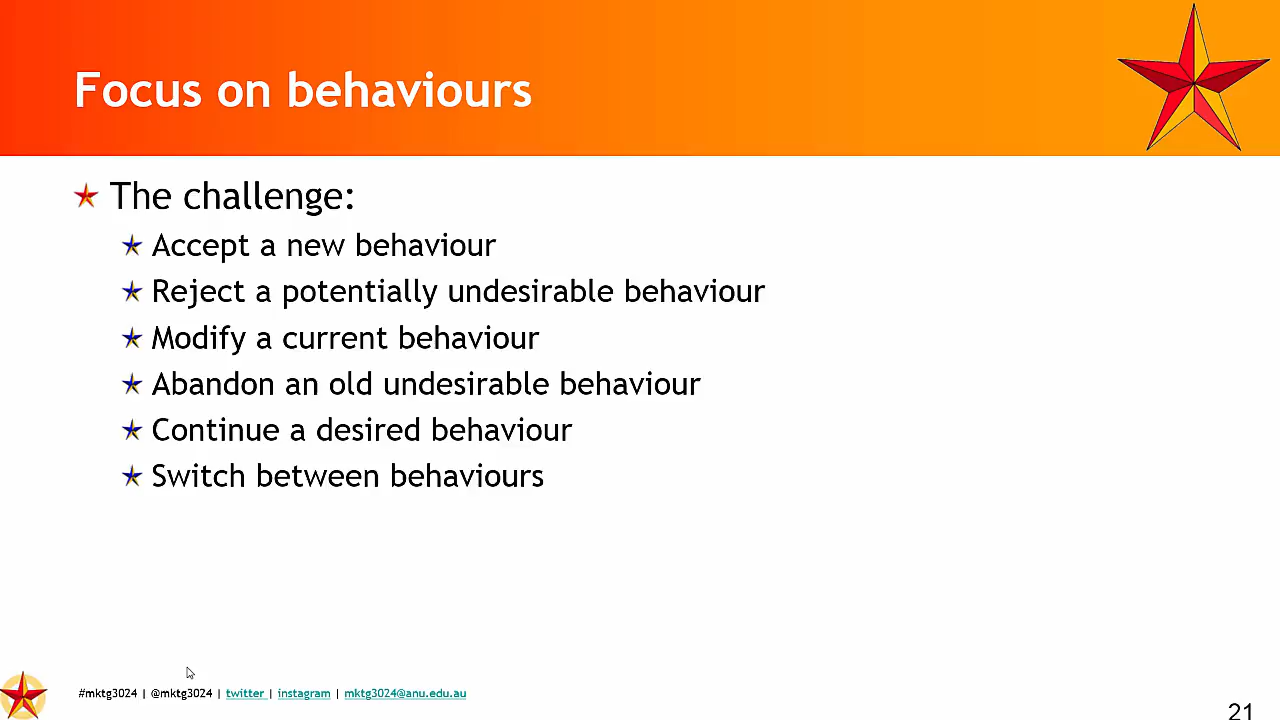 Focus on behaviours
The challenge:
Accept a new behaviour
Reject a potentially undesirable behaviour
Modify a current behaviour
Abandon an old undesirable behaviour
Continue a desired behaviour
Switch between behaviours
#mktg3024 | @mktg3024 | twitter | instagram | mktg3024@anu.edu.au
21